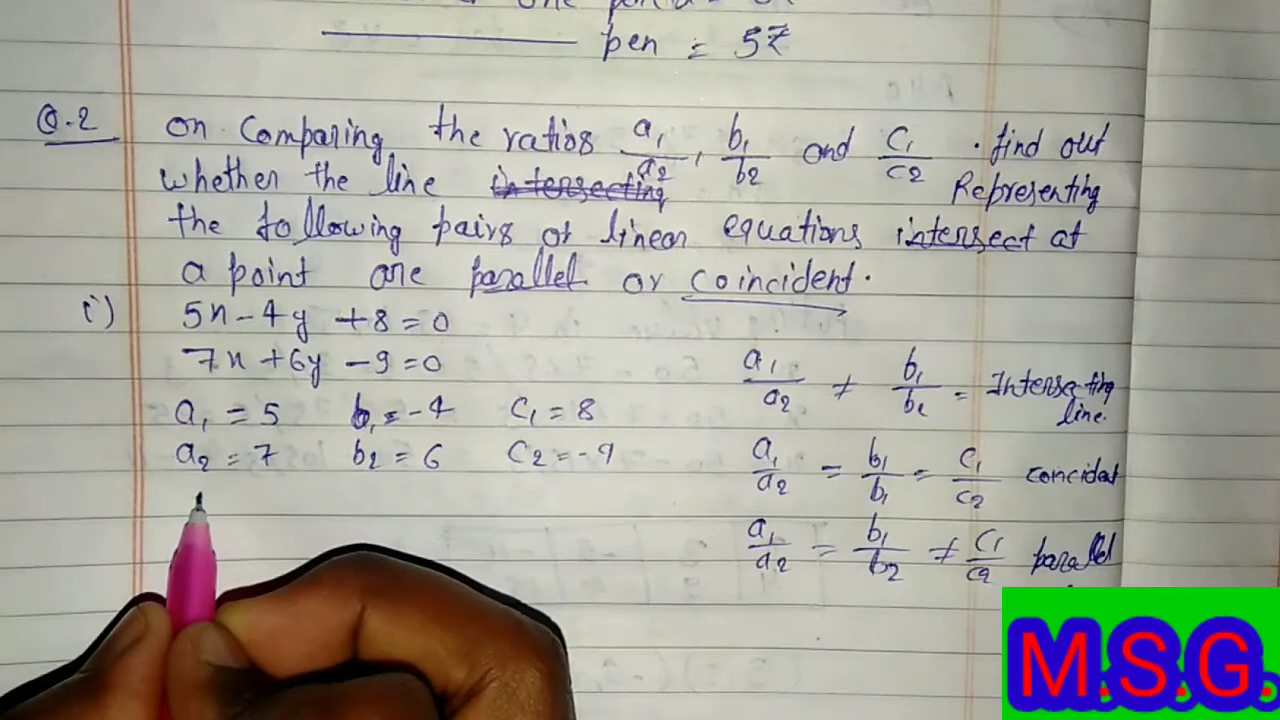 pen = 5₹
Q.2 On Comparing the ratios a₁/a₂, b₁/b₂ and c₁/c₂ . find out
whether the line Representing
the following pairs of linear equations intersect at
a point are parallel or coincident.
i) 5x - 4y + 8 = 0
7x + 6y - 9 = 0
a₁ = 5 b₁ = -4 c₁ = 8
a₂ = 7 b₂ = 6 c₂ = -9
a₁/a₂ ≠ b₁/b₂ = Intersecting
line.
a₁/a₂ = b₁/b₁ = c₁/c₂ concidat
a₁/a₂ = b₁/b₂ ≠ c₁/c₂ parallel
M.S.G.